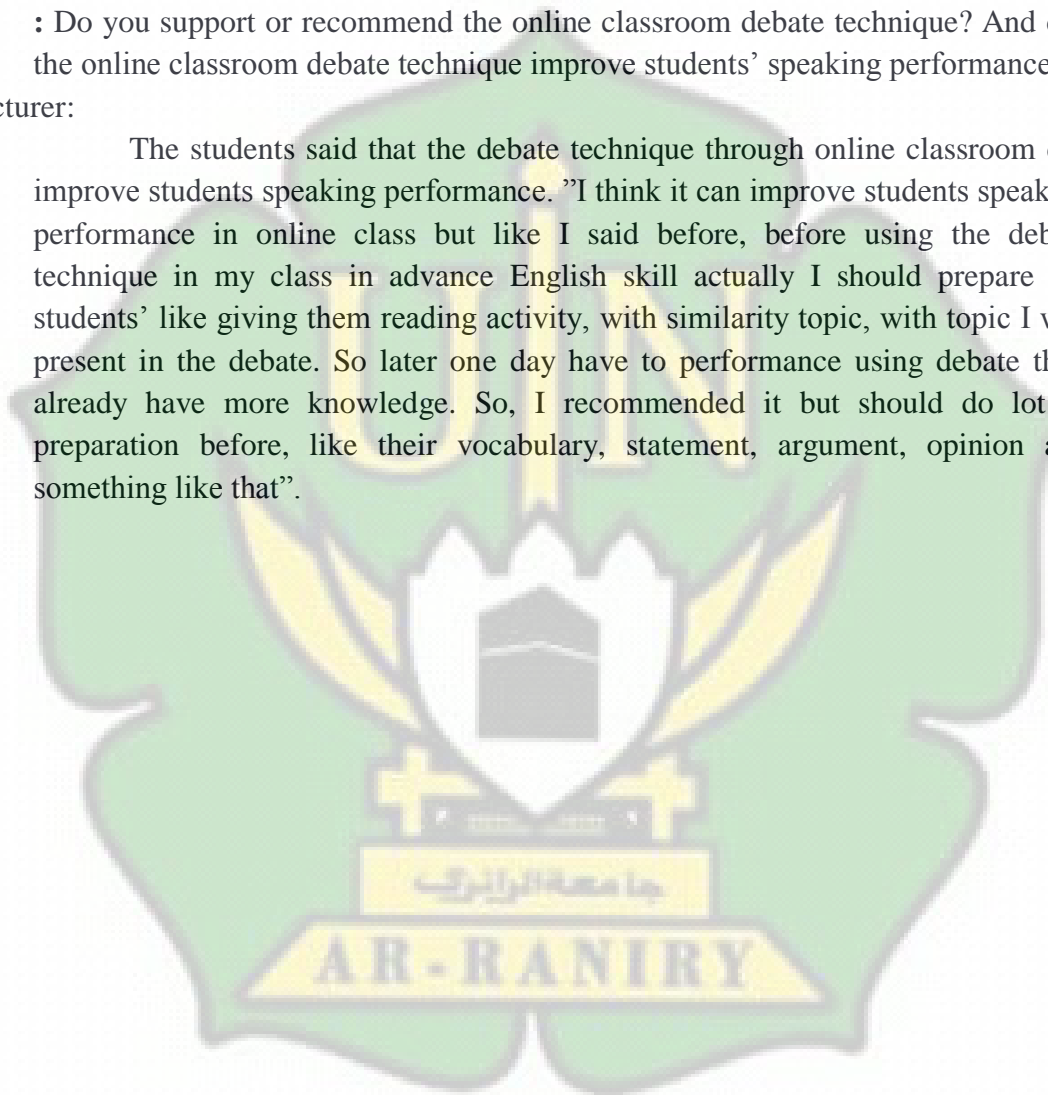 : Do you support or recommend the online classroom debate technique? And
the online classroom debate technique improve students’ speaking performance
cturer:
The students said that the debate technique through online classroom
improve students speaking performance. ”I think it can improve students speak
performance in online class but like I said before, before using the deb
technique in my class in advance English skill actually I should prepare
students’ like giving them reading activity, with similarity topic, with topic I w
present in the debate. So later one day have to performance using debate th
already have more knowledge. So, I recommended it but should do lot
preparation before, like their vocabulary, statement, argument, opinion a
something like that”.
UIN
جامعة الرانري
AR-RANIRY